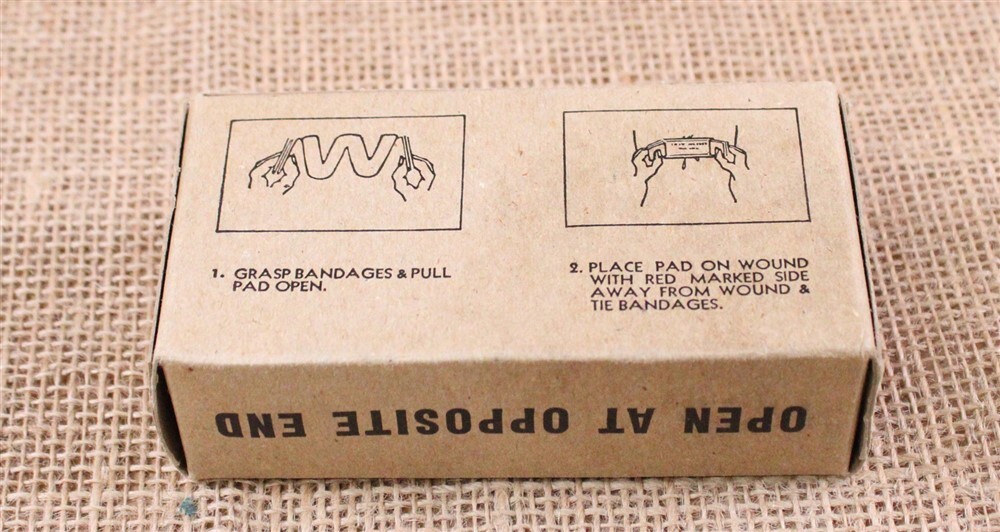 1. GRASP BANDAGES & PULL
PAD OPEN.
2. PLACE PAD ON WOUND
WITH RED MARKED SIDE
AWAY FROM WOUND &
TIE BANDAGES.
OPEN AT OPPOSITE END